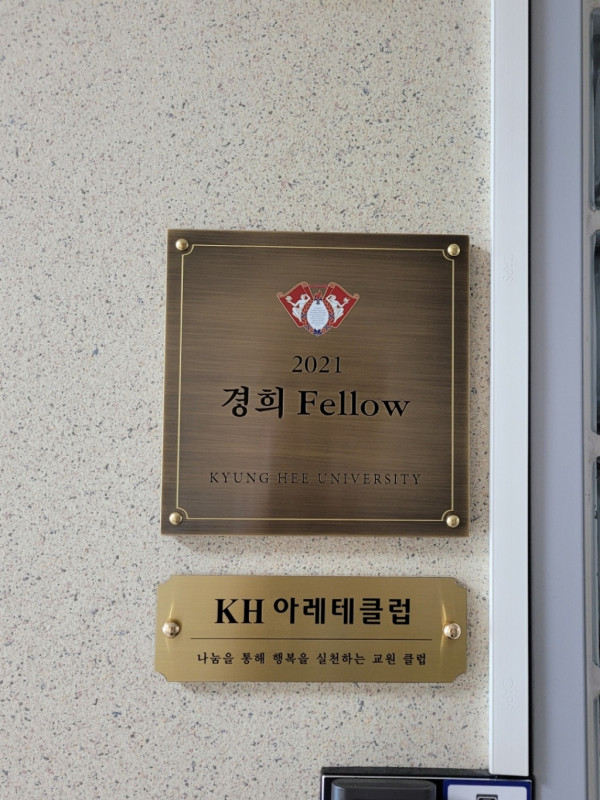 2021
경희 Fellow
KYUNG HEE UNIVERSITY
KH 아레테클럽
나눔을 통해 행복을 실천하는 교원 클럽